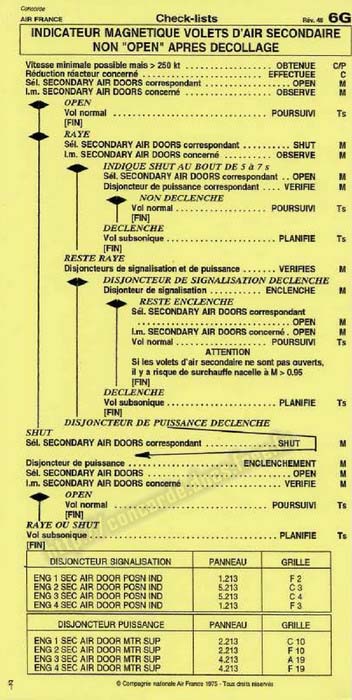 Concorde
AIR FRANCE Check-lists Rév. 48 6G
INDICATEUR MAGNETIQUE VOLETS D'AIR SECONDAIRE
NON "OPEN" APRES DECOLLAGE
Vitesse minimale possible mais > 250 kt ........ OBTENUE C/P
Réduction réacteur concerné ........ EFFECTUEE C
Sél. SECONDARY AIR DOORS correspondant ........ OPEN M
I.m. SECONDARY AIR DOORS concerné ........ OBSERVE M
OPEN
Vol normal ........ POURSUIVI Ts
[FIN]
RAYE
Sél. SECONDARY AIR DOORS correspondant ........ SHUT M
I.m. SECONDARY AIR DOORS concerné ........ OBSERVE M
INDIQUE SHUT AU BOUT DE 5 à 7 s
Sél. SECONDARY AIR DOORS correspondant .. OPEN M
Disjoncteur de puissance correspondant .... VERIFIE M
NON DECLENCHE
Vol normal ........ POURSUIVI Ts
[FIN]
DECLENCHE
Vol subsonique ........ PLANIFIE Ts
[FIN]
RESTE RAYE
Disjoncteurs de signalisation et de puissance ....... VERIFIES M
DISJONCTEUR DE SIGNALISATION DECLENCHE
Disjonteur de signalisation ........ ENCLENCHE M
RESTE ENCLENCHE
Sél. SECONDARY AIR DOORS correspondant
........ OPEN M
I.m. SECONDARY AIR DOORS concerné . OPEN M
Vol normal ........ POURSUIVI Ts
ATTENTION
Si les volets d'air secondaire ne sont pas ouverts,
il y a risque de surchauffe nacelle à M > 0.95
[FIN]
DECLENCHE
Vol subsonique ........ PLANIFIE Ts
[FIN]
DISJONCTEUR DE PUISSANCE DECLENCHE
SHUT
Sél. SECONDARY AIR DOORS correspondant ........ SHUT M
Disjoncteur de puissance ........ ENCLENCHEMENT M
Sél. SECONDARY AIR DOORS ........ OPEN M
I.m. SECONDARY AIR DOORS concerné ........ VERIFIE M
OPEN
Vol normal ........ POURSUIVI Ts
[FIN]
RAYE OU SHUT
Vol subsonique ........ PLANIFIE Ts
[FIN]
DISJONCTEUR SIGNALISATION PANNEAU GRILLE
ENG 1 SEC AIR DOOR POSN IND 1.213 F 2
ENG 2 SEC AIR DOOR POSN IND 5.213 C 3
ENG 3 SEC AIR DOOR POSN IND 5.213 C 4
ENG 4 SEC AIR DOOR POSN IND 1.213 F 3
DISJONCTEUR PUISSANCE PANNEAU GRILLE
ENG 1 SEC AIR DOOR MTR SUP 2.213 C 10
ENG 2 SEC AIR DOOR MTR SUP 2.213 F 10
ENG 3 SEC AIR DOOR MTR SUP 4.213 A 19
ENG 4 SEC AIR DOOR MTR SUP 4.213 F 19
© Compagnie nationale Air France 1975 - Tous droits réservés